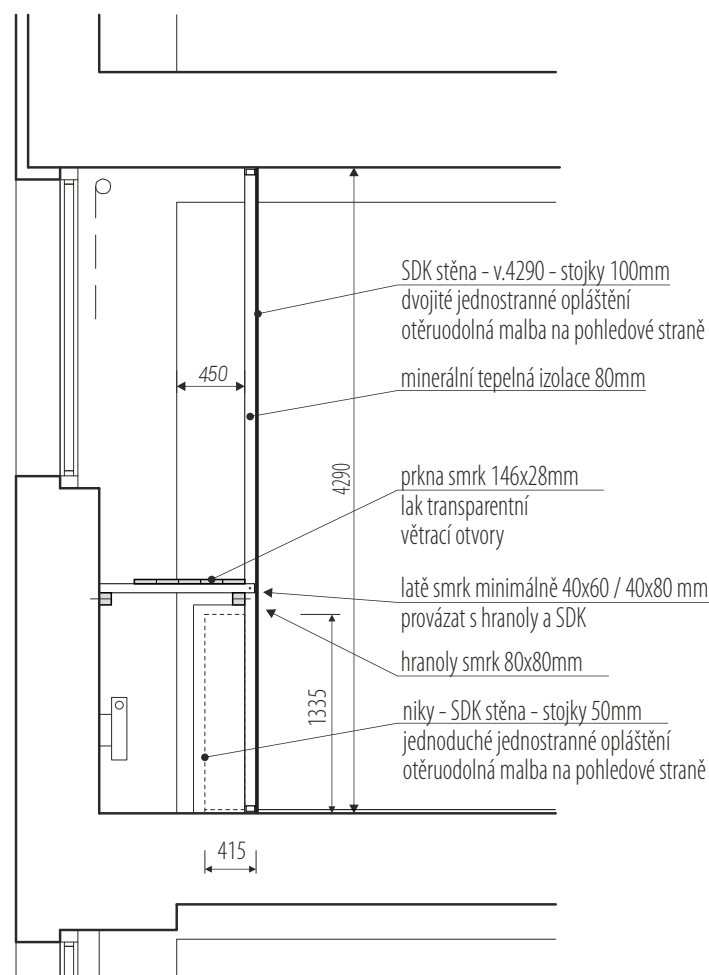 SDK stěna - v.4290 - stojky 100mm
dvojité jednostranné opláštění
otěruodolná malba na pohledové straně
450
minerální tepelná izolace 80mm
4290
prkna smrk 146x28mm
lak transparentní
větrací otvory
latě smrk minimálně 40x60 / 40x80 mm
provázat s hranoly a SDK
hranoly smrk 80x80mm
1335
niky - SDK stěna - stojky 50mm
jednoduché jednostranné opláštění
otěruodolná malba na pohledové straně
415